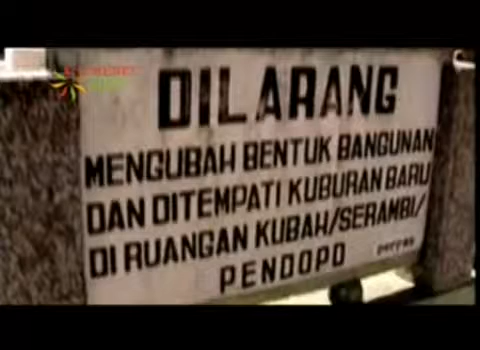 DILARANG
MENGUBAH BENTUK BANGUNAN
DAN DITEMPATI KUBURAN BARU
DI RUANGAN KUBAH/SERAMBI/
PENDOPO